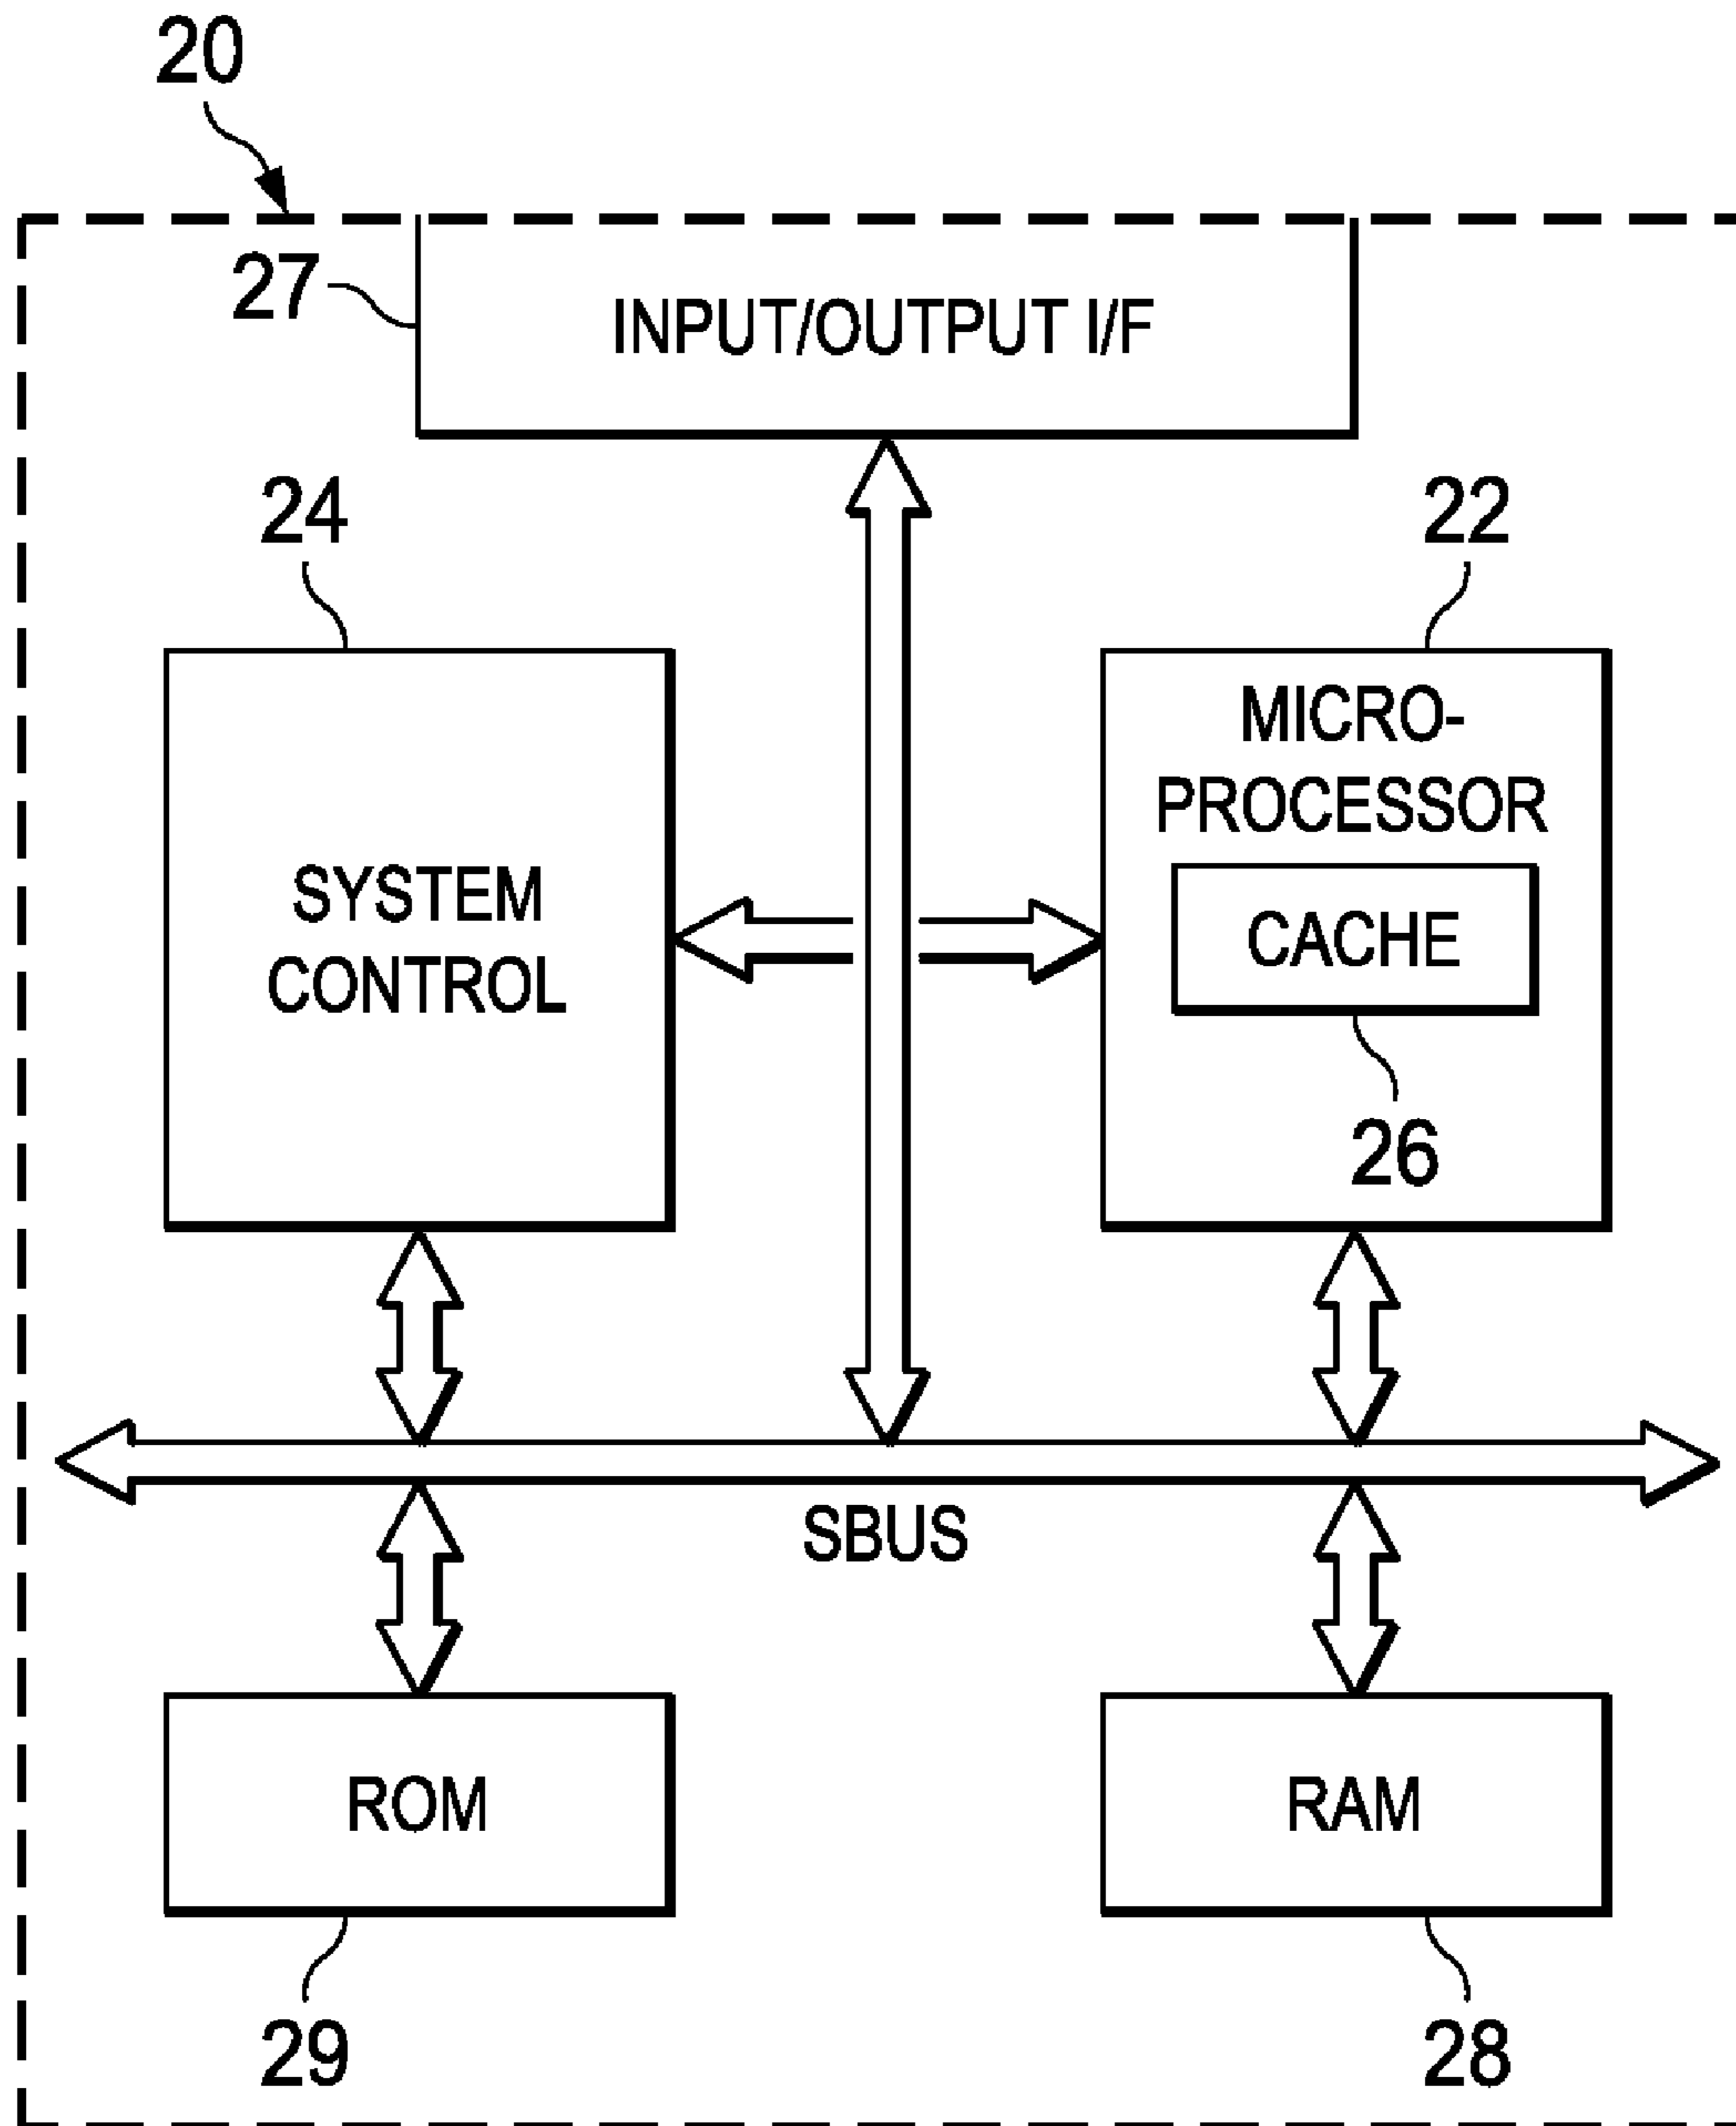 20
27
INPUT/OUTPUT I/F
24
22
MICRO-
PROCESSOR
SYSTEM
CONTROL
CACHE
26
SBUS
ROM
RAM
29
28